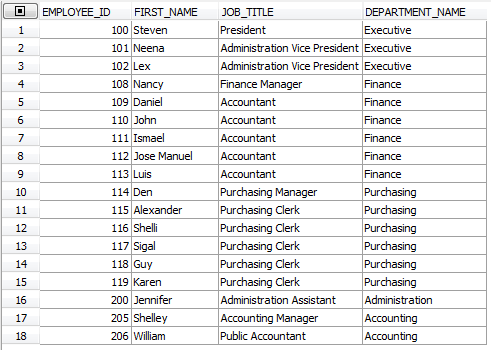 EMPLOYEE_ID FIRST_NAME JOB_TITLE DEPARTMENT_NAME
1 100 Steven President Executive
2 101 Neena Administration Vice President Executive
3 102 Lex Administration Vice President Executive
4 108 Nancy Finance Manager Finance
5 109 Daniel Accountant Finance
6 110 John Accountant Finance
7 111 Ismael Accountant Finance
8 112 Jose Manuel Accountant Finance
9 113 Luis Accountant Finance
10 114 Den Purchasing Manager Purchasing
11 115 Alexander Purchasing Clerk Purchasing
12 116 Shelli Purchasing Clerk Purchasing
13 117 Sigal Purchasing Clerk Purchasing
14 118 Guy Purchasing Clerk Purchasing
15 119 Karen Purchasing Clerk Purchasing
16 200 Jennifer Administration Assistant Administration
17 205 Shelley Accounting Manager Accounting
18 206 William Public Accountant Accounting